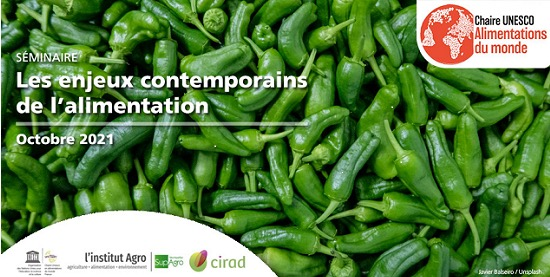 SÉMINAIRE
Les enjeux contemporains
de l'alimentation
Octobre 2021
Chaire UNESCO
Alimentations
du monde
l'institut Agro
agriculture • alimentation • environnement
SupAgro
cirad
Javier Balseiro / Unsplash